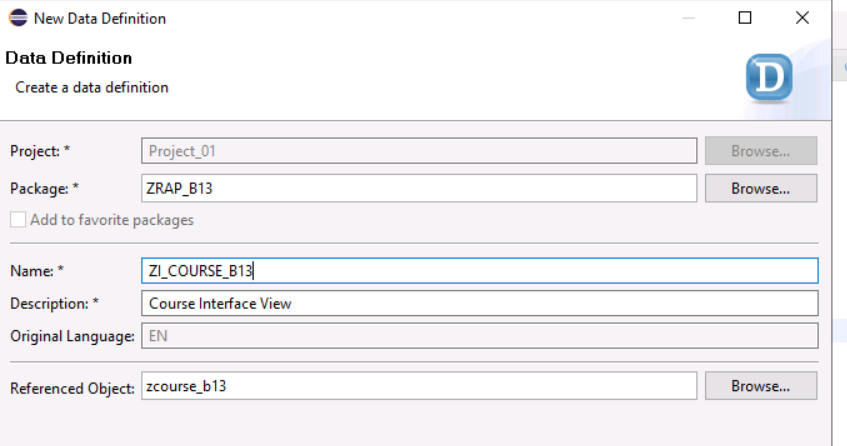 New Data Definition
Data Definition
Create a data definition
D
Project: * Project_01 Browse...
Package: * ZRAP_B13 Browse...
Add to favorite packages
Name: * ZI_COURSE_B13
Description: * Course Interface View
Original Language: EN
Referenced Object: zcourse_b13 Browse...